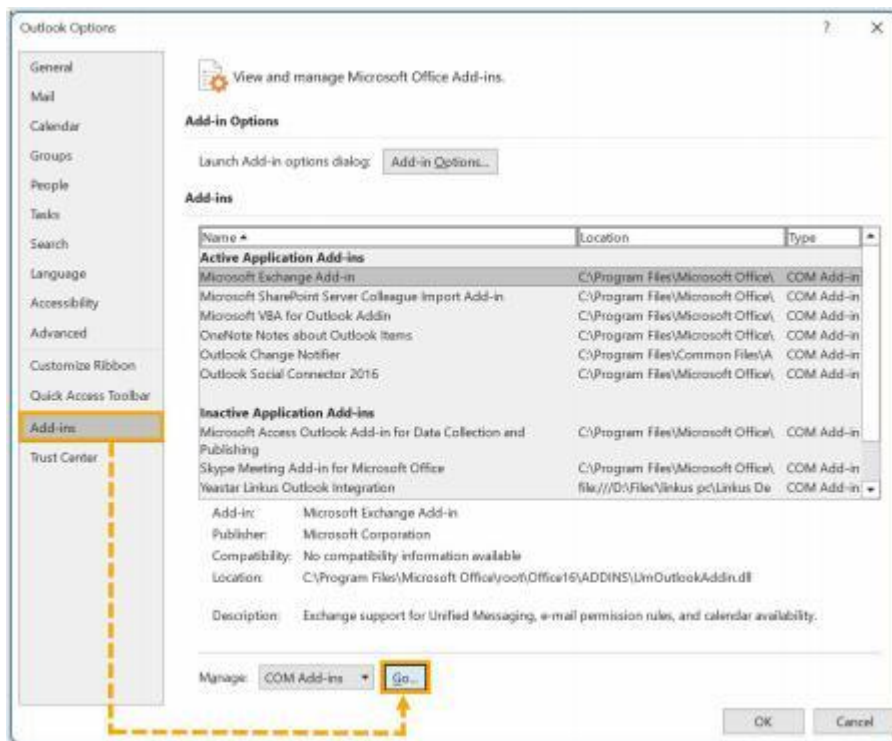 Outlook Options
?
General
Mail
Calendar
Groups
People
Tasks
Search
Language
Accessibility
Advanced
Customize Ribbon
Quick Access Toolbar
Add-ins
Trust Center
View and manage Microsoft Office Add-ins.
Add-in Options
Launch Add-in options dialog: Add-in Options...
Add-ins
Name Location Type
Active Application Add-ins
Microsoft Exchange Add-in C:\Program Files\Microsoft Office\ COM Add-in
Microsoft SharePoint Server Colleague Import Add-in C:\Program Files\Microsoft Office\ COM Add-in
Microsoft VBA for Outlook Addin C:\Program Files\Microsoft Office\ COM Add-in
OneNote Notes about Outlook Items C:\Program Files\Microsoft Office\ COM Add-in
Outlook Change Notifier C:\Program Files\Common Files\A COM Add-in
Outlook Social Connector 2016 C:\Program Files\Microsoft Office\ COM Add-in
Inactive Application Add-ins
Microsoft Access Outlook Add-in for Data Collection and C:\Program Files\Microsoft Office\ COM Add-in
Publishing
Skype Meeting Add-in for Microsoft Office C:\Program Files\Microsoft Office\ COM Add-in
Yeastar Linkus Outlook Integration file:///D:\Files\linkus pc\Linkus De COM Add-in
Add-in: Microsoft Exchange Add-in
Publisher: Microsoft Corporation
Compatibility: No compatibility information available
Location: C:\Program Files\Microsoft Office\root\Office16\ADDINS\UmOutlookAddin.dll
Description: Exchange support for Unified Messaging, e-mail permission rules, and calendar availability.
Manage: COM Add-ins Go...
OK Cancel